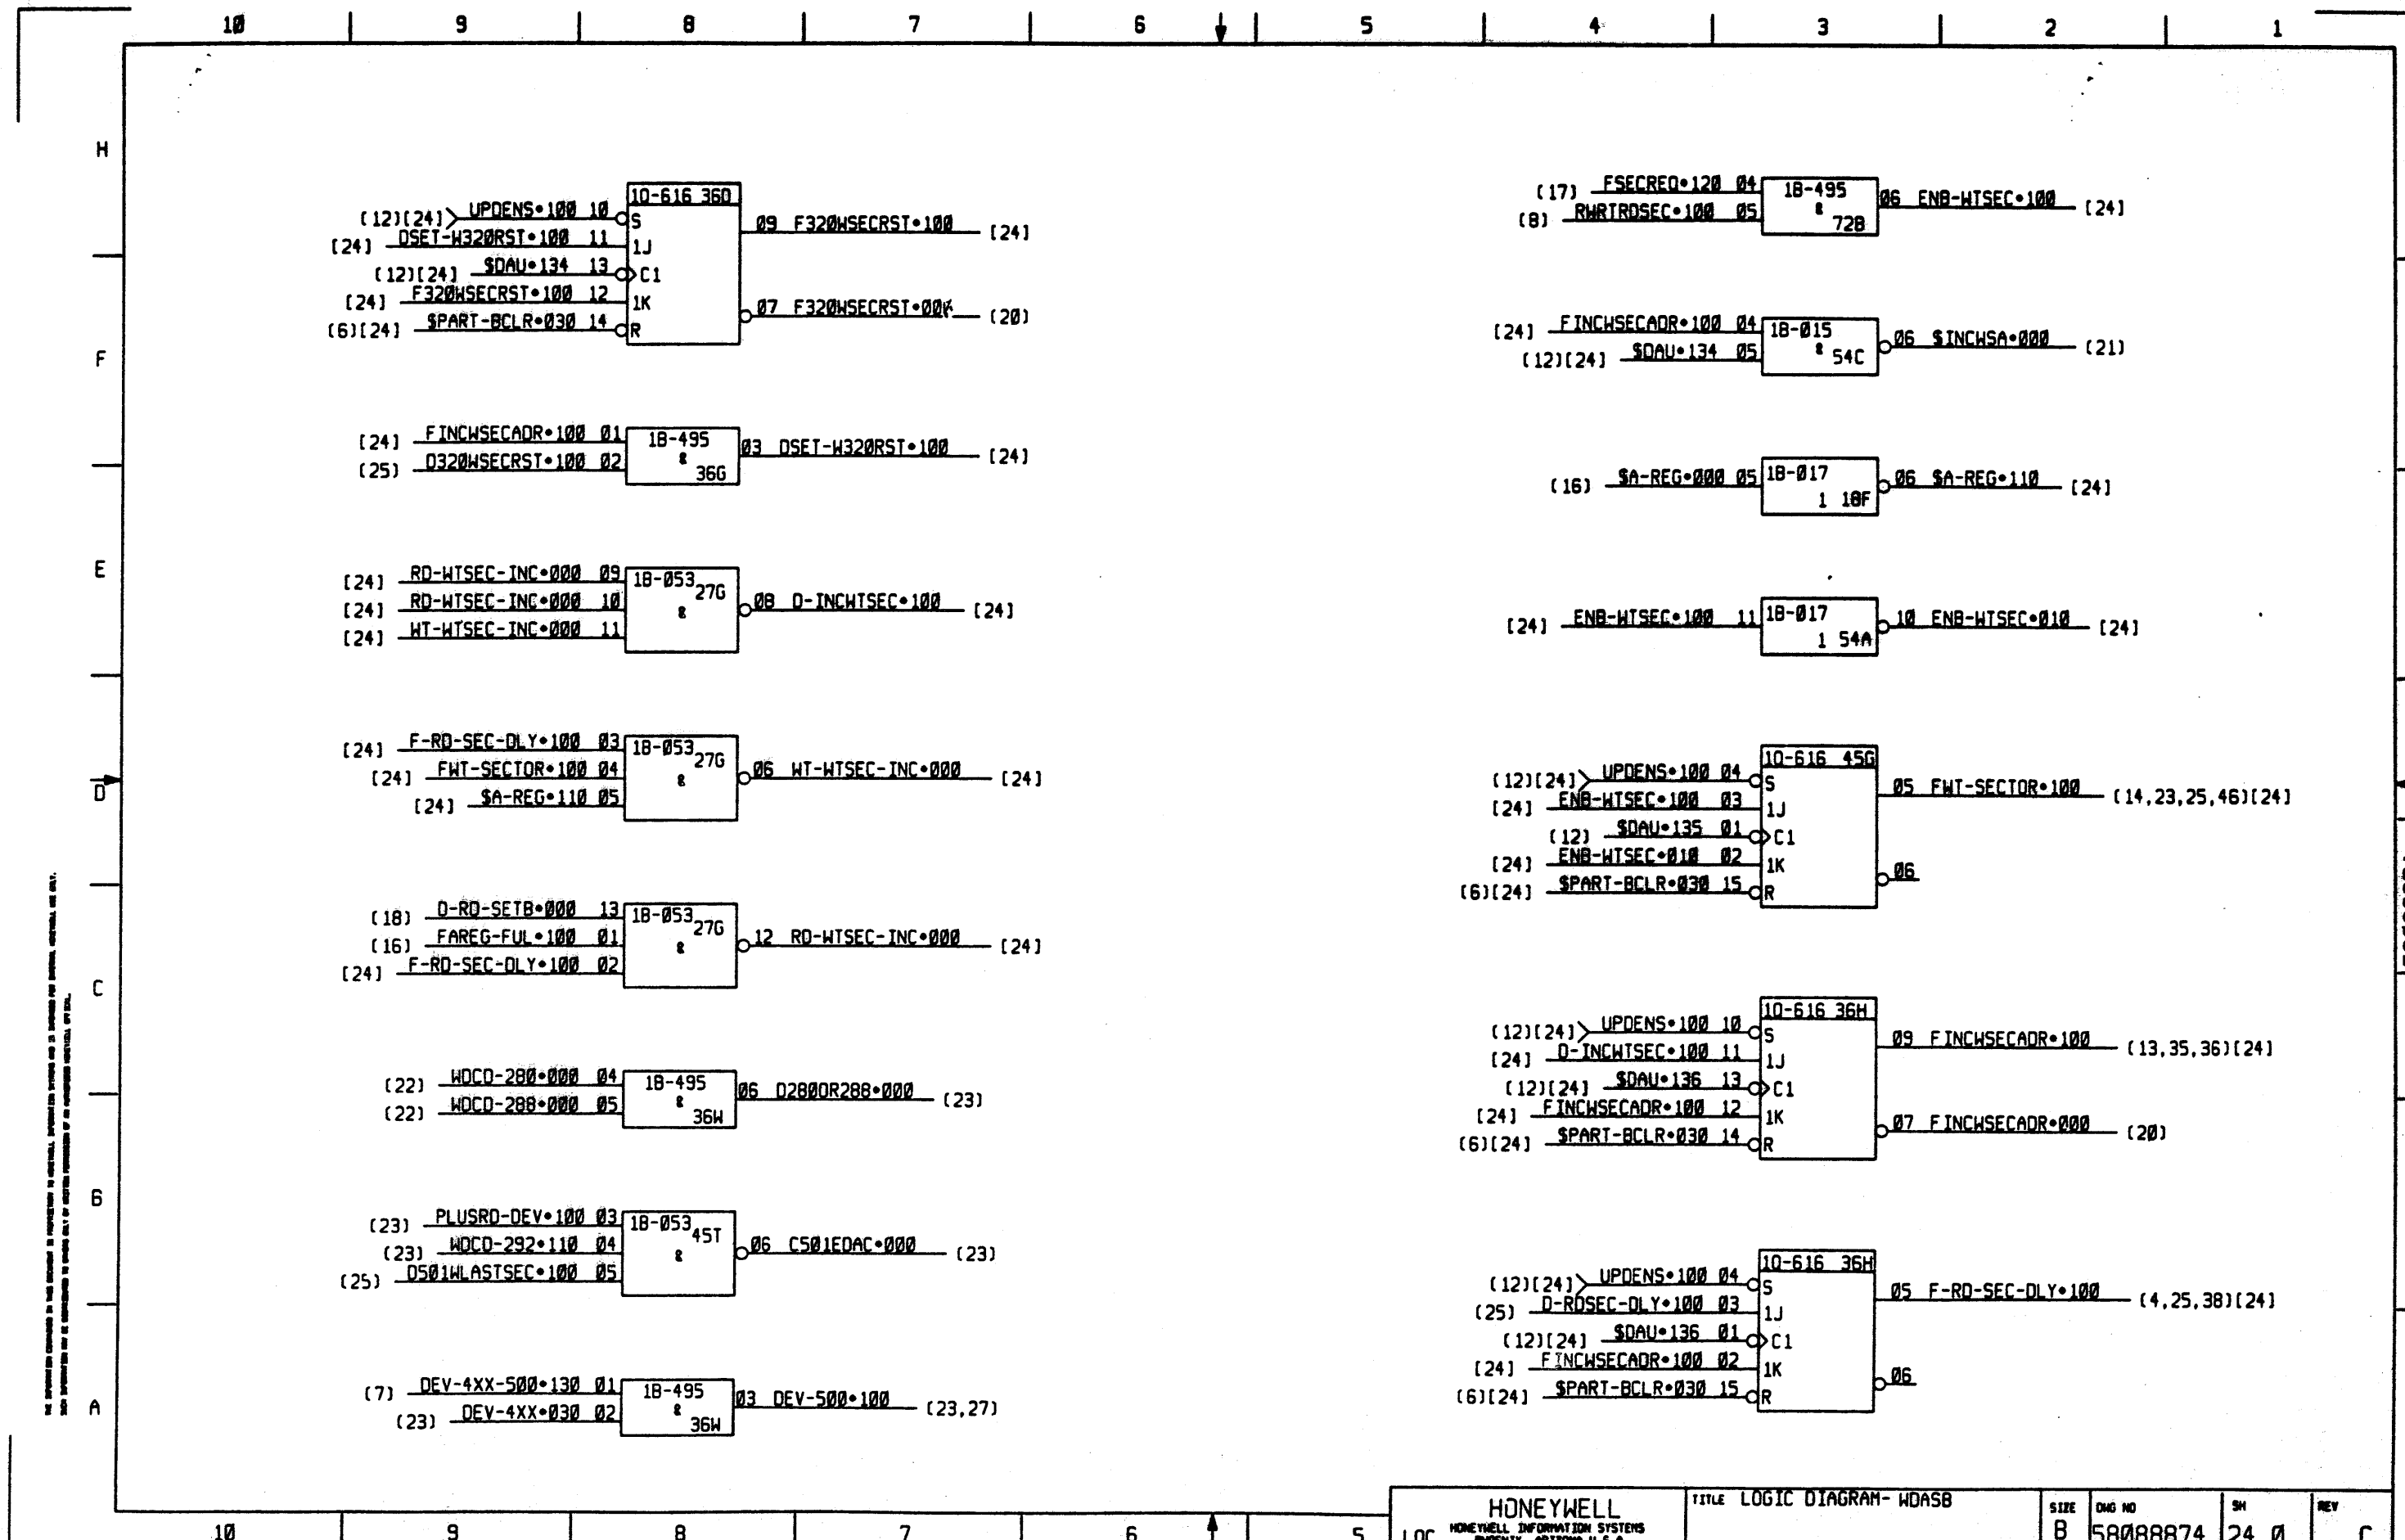 10 9 8 7 6 5 4 3 2 1
H
F
E
D
C
B
A
10-616 36D
(12)[24] UPDENS•100 10 S
[24] DSET-W320RST•100 11 1J
(12)[24] $DAU•134 13 C1
[24] F320WSECRST•100 12 1K
(6)[24] $PART-BCLR•030 14 R
09 F320WSECRST•100 [24]
07 F320WSECRST•00K (20)
[24] FINCWSECADR•100 01
(25) D320WSECRST•100 02
1B-495
&
36G
03 DSET-W320RST•100 [24]
[24] RD-WTSEC-INC•000 09
[24] RD-WTSEC-INC•000 10
[24] WT-WTSEC-INC•000 11
1B-053 27G
&
08 D-INCWTSEC•100 [24]
[24] F-RD-SEC-DLY•100 03
[24] FWT-SECTOR•100 04
[24] $A-REG•110 05
1B-053 27G
&
06 WT-WTSEC-INC•000 [24]
(18) D-RD-SETB•000 13
(16) FAREG-FUL•100 01
[24] F-RD-SEC-DLY•100 02
1B-053 27G
&
12 RD-WTSEC-INC•000 [24]
(22) WDCD-280•000 04
(22) WDCD-288•000 05
1B-495
&
36W
06 D280OR288•000 (23)
(23) PLUSRD-DEV•100 03
(23) WDCD-292•110 04
(25) D501WLASTSEC•100 05
1B-053 45T
&
06 C501EDAC•000 (23)
(7) DEV-4XX-500•130 01
(23) DEV-4XX•030 02
1B-495
&
36W
03 DEV-500•100 (23,27)
(17) FSECREQ•120 04
(8) RWRTRDSEC•100 05
1B-495
&
72B
06 ENB-WTSEC•100 [24]
[24] FINCWSECADR•100 04
(12)[24] $DAU•134 05
1B-015
& 54C
06 $INCWSA•000 (21)
(16) $A-REG•000 05
1B-017
1 18F
06 $A-REG•110 [24]
[24] ENB-WTSEC•100 11
1B-017
1 54A
10 ENB-WTSEC•010 [24]
10-616 45G
(12)[24] UPDENS•100 04 S
[24] ENB-WTSEC•100 03 1J
(12) $DAU•135 01 C1
[24] ENB-WTSEC•010 02 1K
(6)[24] $PART-BCLR•030 15 R
05 FWT-SECTOR•100 (14,23,25,46)[24]
06
10-616 36H
(12)[24] UPDENS•100 10 S
[24] D-INCWTSEC•100 11 1J
(12)[24] $DAU•136 13 C1
[24] FINCWSECADR•100 12 1K
(6)[24] $PART-BCLR•030 14 R
09 FINCWSECADR•100 (13,35,36)[24]
07 FINCWSECADR•000 (20)
10-616 36H
(12)[24] UPDENS•100 04 S
(25) D-RDSEC-DLY•100 03 1J
(12)[24] $DAU•136 01 C1
[24] FINCWSECADR•100 02 1K
(6)[24] $PART-BCLR•030 15 R
05 F-RD-SEC-DLY•100 (4,25,38)[24]
06
10 9 8 7 6 5
LOC
HONEYWELL
HONEYWELL INFORMATION SYSTEMS
PHOENIX, ARIZONA U.S.A.
TITLE LOGIC DIAGRAM- WDASB
SIZE B
DWG NO 58088874
SH 24.0
REV C